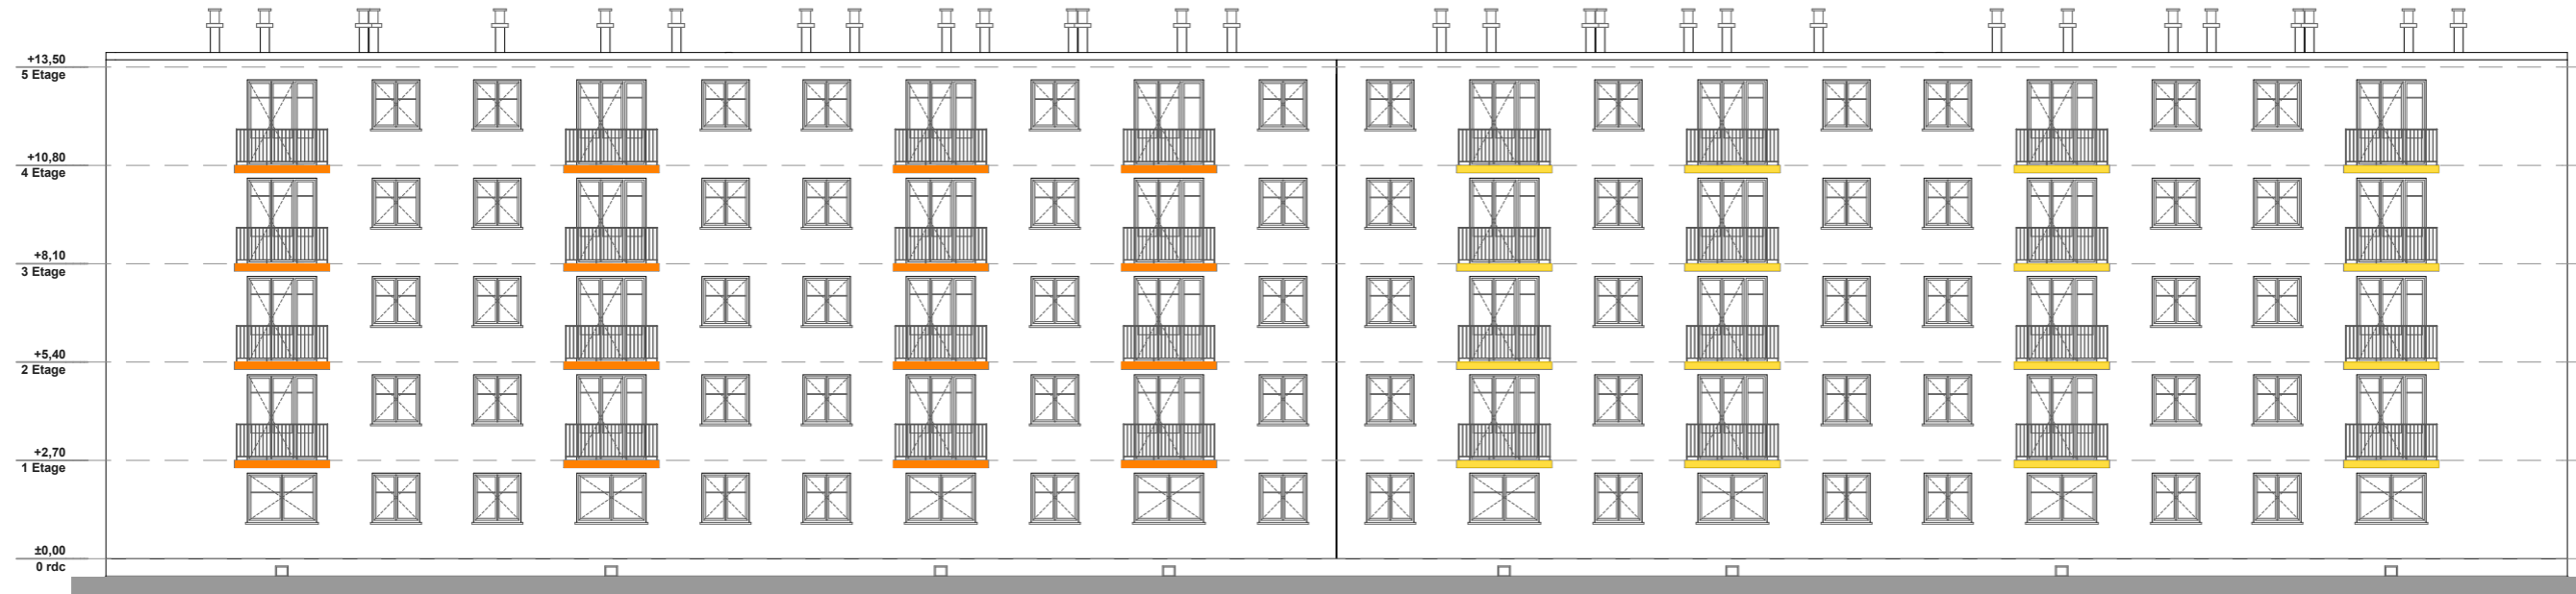 +13,50
5 Etage
+10,80
4 Etage
+8,10
3 Etage
+5,40
2 Etage
+2,70
1 Etage
±0,00
0 rdc